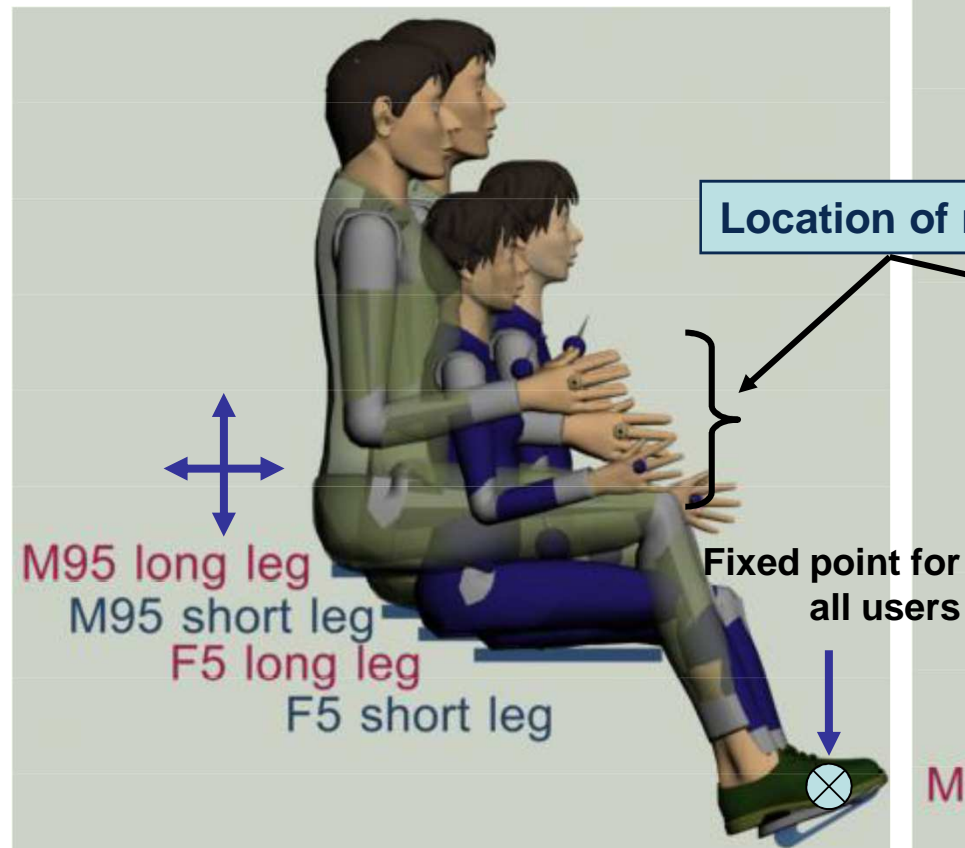 Location of
M95 long leg
M95 short leg
F5 long leg
F5 short leg
Fixed point for
all users
M